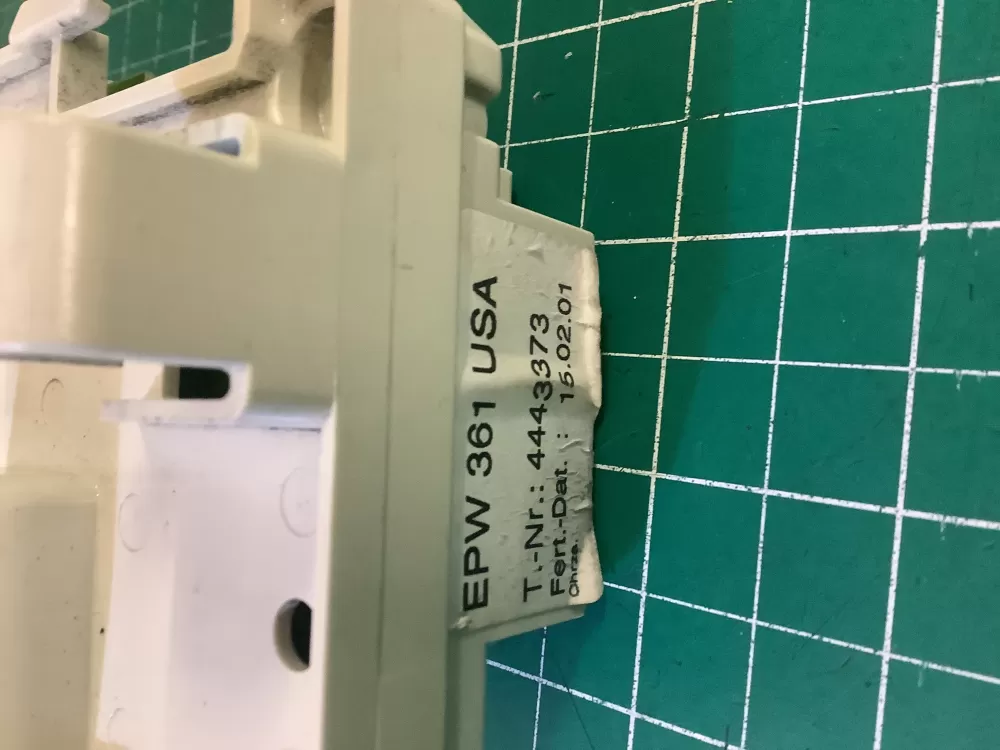 EPW 361 USA
T.-Nr.: 4443373
Fert.-Dat. : 15.02.01